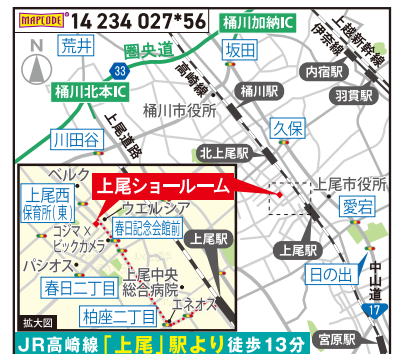 MAPCODE 14 234 027*56
桶川加納IC
上越新幹線
伊奈線
N
荒井
圏央道
坂田
33
高崎線
内宿駅
桶川北本IC
桶川駅
羽貫駅
桶川市役所
上尾道路
川田谷
久保
北上尾駅
ベルク
上尾ショールーム
上尾市役所
上尾西
保育所(東)
ウエルシア
愛宕
春日記念会館前
コジマ×
ビックカメラ
上尾駅
上尾駅
パシオス
上尾中央
総合病院
日の出
中山道
春日二丁目
エネオス
17
柏座二丁目
拡大図
宮原駅
JR高崎線「上尾」駅より徒歩13分